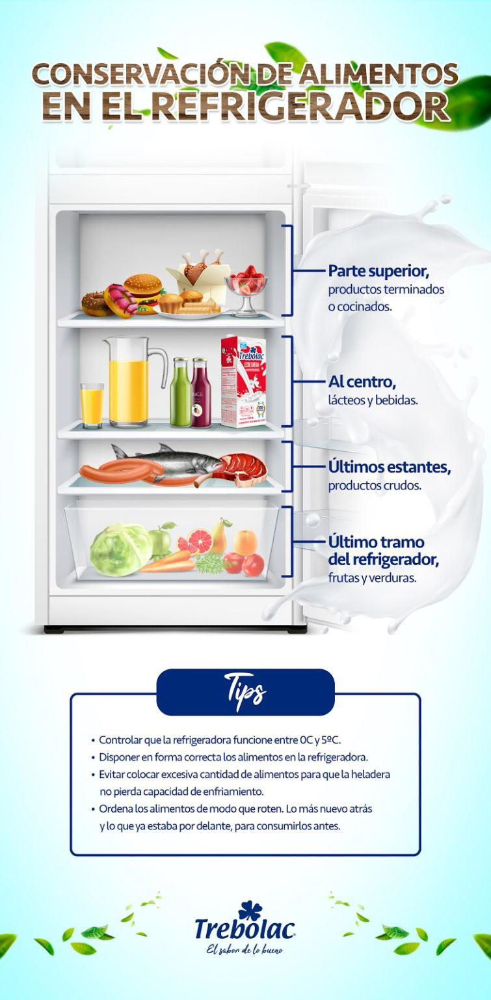 CONSERVACIÓN DE ALIMENTOS
EN EL REFRIGERADOR
Parte superior,
productos terminados
o cocinados.
Trebolac
LECHE ENTERA
JUICE
Al centro,
lácteos y bebidas.
Últimos estantes,
productos crudos.
Último tramo
del refrigerador,
frutas y verduras.
Tips
• Controlar que la refrigeradora funcione entre 0C y 5ºC.
• Disponer en forma correcta los alimentos en la refrigeradora.
• Evitar colocar excesiva cantidad de alimentos para que la heladera
no pierda capacidad de enfriamiento.
• Ordena los alimentos de modo que roten. Lo más nuevo atrás
y lo que ya estaba por delante, para consumirlos antes.
Trebolac
El sabor de lo bueno